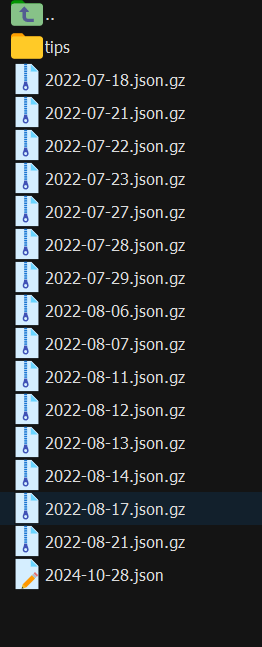 ..
tips
2022-07-18.json.gz
2022-07-21.json.gz
2022-07-22.json.gz
2022-07-23.json.gz
2022-07-27.json.gz
2022-07-28.json.gz
2022-07-29.json.gz
2022-08-06.json.gz
2022-08-07.json.gz
2022-08-11.json.gz
2022-08-12.json.gz
2022-08-13.json.gz
2022-08-14.json.gz
2022-08-17.json.gz
2022-08-21.json.gz
2024-10-28.json